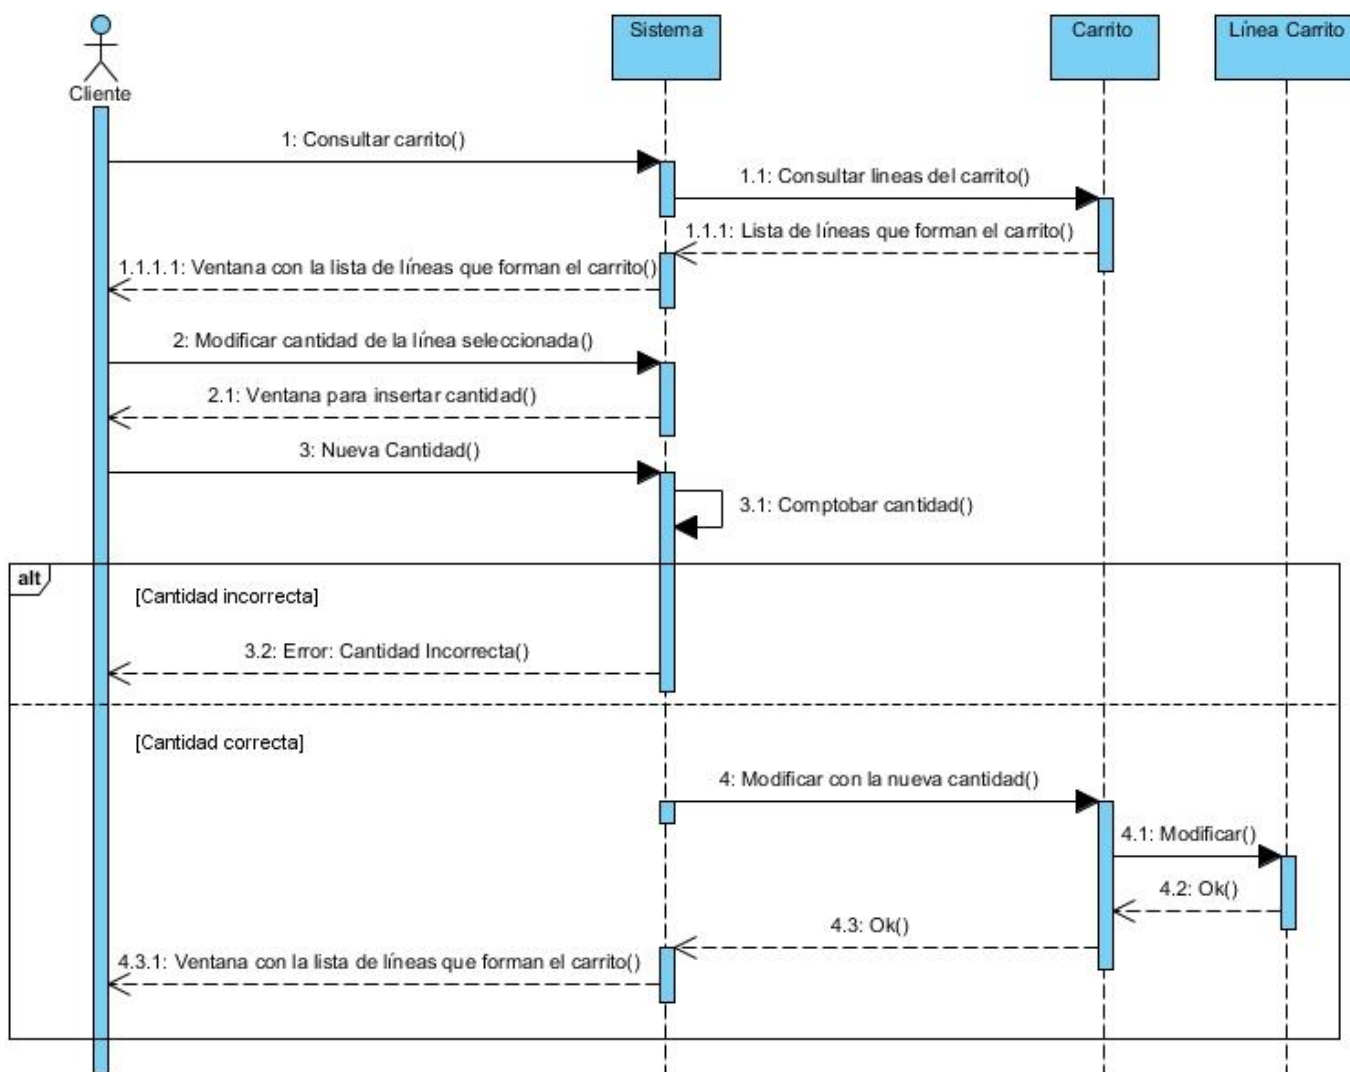 Sistema
Carrito
Línea Carrito
Cliente
1: Consultar carrito()
1.1: Consultar lineas del carrito()
1.1.1: Lista de líneas que forman el carrito()
1.1.1.1: Ventana con la lista de líneas que forman el carrito()
2: Modificar cantidad de la línea seleccionada()
2.1: Ventana para insertar cantidad()
3: Nueva Cantidad()
3.1: Comptobar cantidad()
alt
[Cantidad incorrecta]
3.2: Error: Cantidad Incorrecta()
[Cantidad correcta]
4: Modificar con la nueva cantidad()
4.1: Modificar()
4.2: Ok()
4.3: Ok()
4.3.1: Ventana con la lista de líneas que forman el carrito()